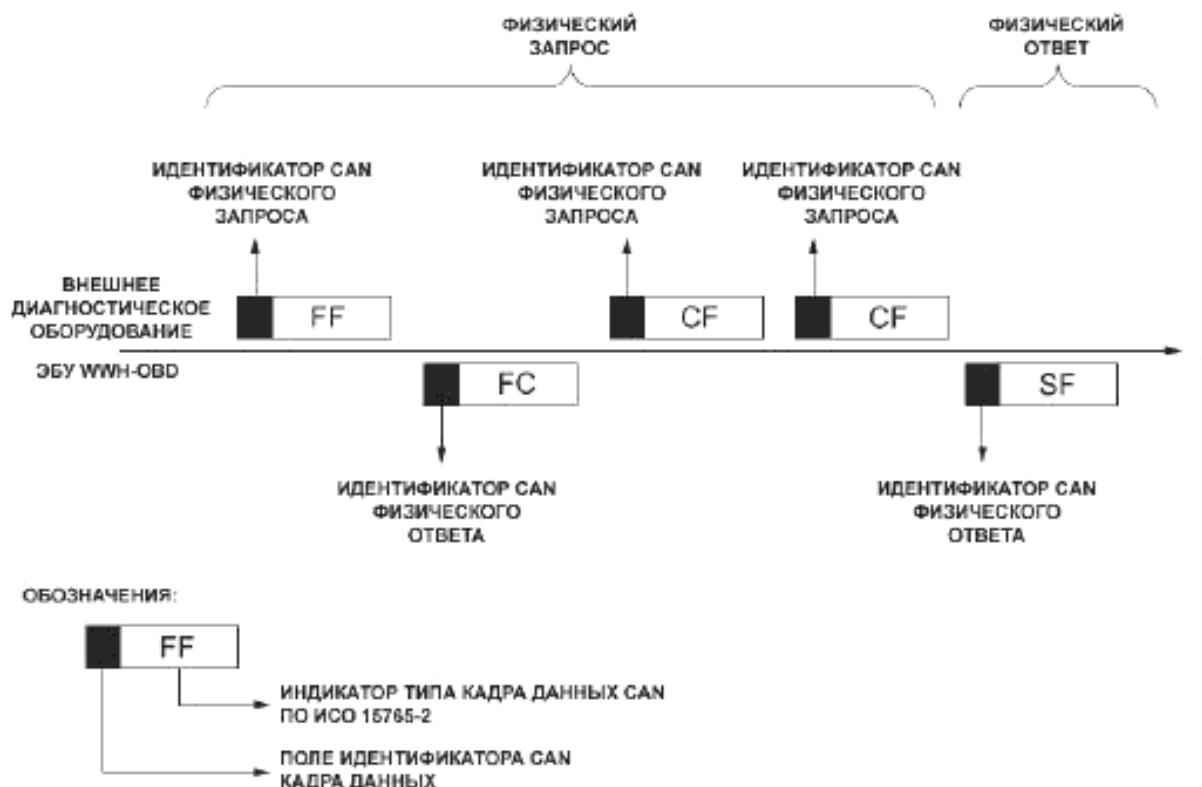 ФИЗИЧЕСКИЙ
ЗАПРОС
ФИЗИЧЕСКИЙ
ОТВЕТ
ИДЕНТИФИКАТОР CAN
ФИЗИЧЕСКОГО
ЗАПРОСА
ИДЕНТИФИКАТОР CAN
ФИЗИЧЕСКОГО
ЗАПРОСА
ИДЕНТИФИКАТОР CAN
ФИЗИЧЕСКОГО
ЗАПРОСА
ВНЕШНЕЕ
ДИАГНОСТИЧЕСКОЕ
ОБОРУДОВАНИЕ
FF
CF
CF
ЭБУ WWH-OBD
FC
SF
ИДЕНТИФИКАТОР CAN
ФИЗИЧЕСКОГО
ОТВЕТА
ИДЕНТИФИКАТОР CAN
ФИЗИЧЕСКОГО
ОТВЕТА
ОБОЗНАЧЕНИЯ:
FF
ИНДИКАТОР ТИПА КАДРА ДАННЫХ CAN
ПО ИСО 15765-2
ПОЛЕ ИДЕНТИФИКАТОРА CAN
КАДРА ДАННЫХ